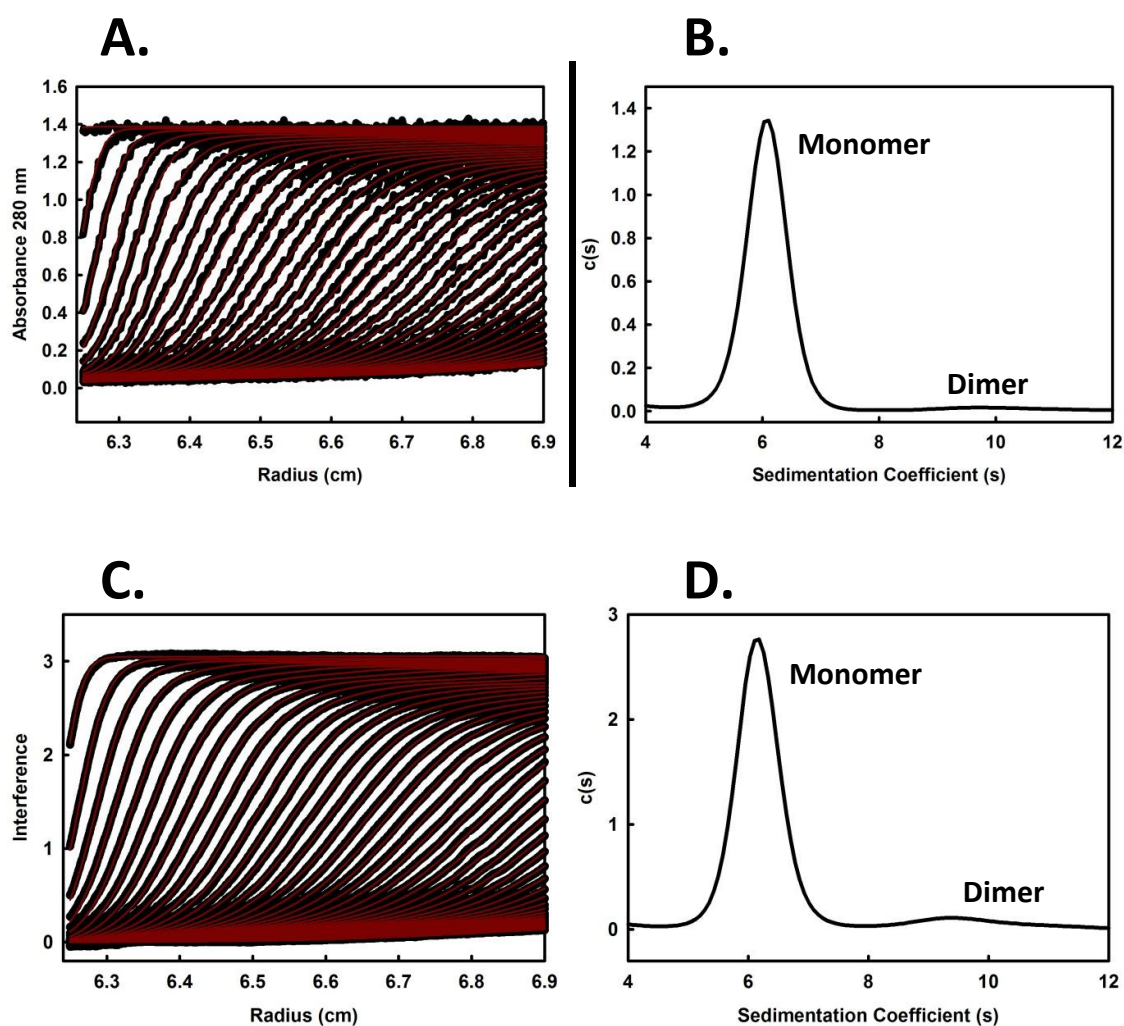 A.
B.
1.6
1.4
1.2
1.0
0.8
0.6
0.4
0.2
0.0
Absorbance 280 nm
6.3 6.4 6.5 6.6 6.7 6.8 6.9
Radius (cm)
1.4
1.2
1.0
0.8
0.6
0.4
0.2
0.0
c(s)
Monomer
Dimer
4 6 8 10 12
Sedimentation Coefficient (s)
C.
D.
3
2
1
0
Interference
6.3 6.4 6.5 6.6 6.7 6.8 6.9
Radius (cm)
3
2
1
0
c(s)
Monomer
Dimer
4 6 8 10 12
Sedimentation Coefficient (s)